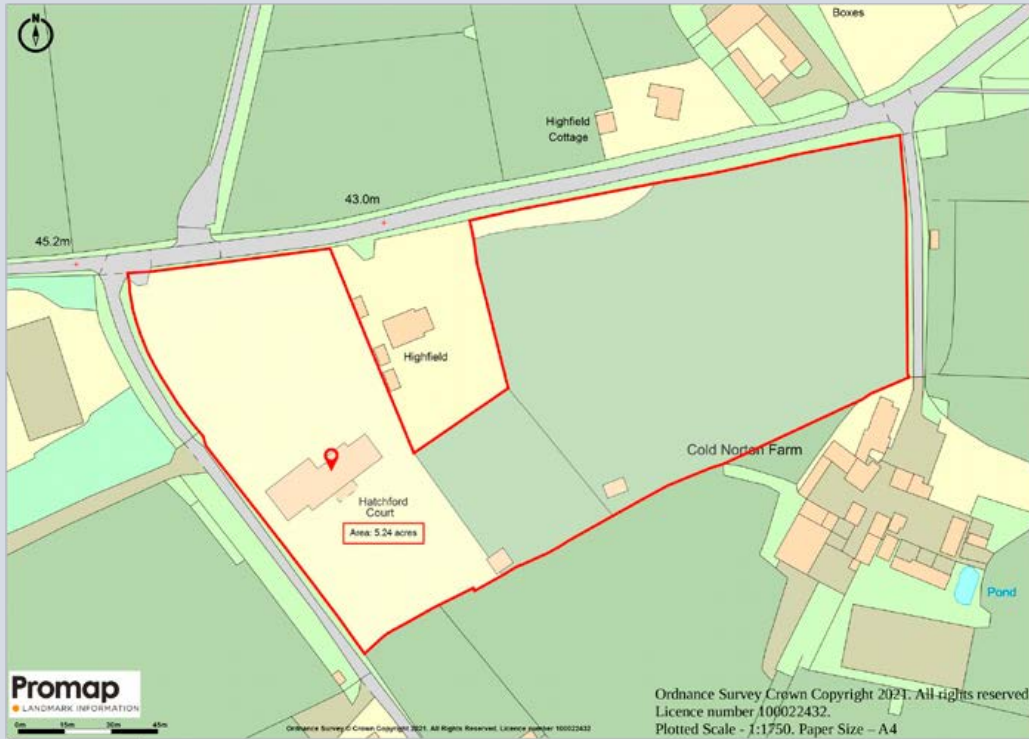 N
Boxes
Highfield
Cottage
43.0m
45.2m
Highfield
Cold Norton Farm
Hatchford
Court
Area: 5.24 acres
Pond
Promap
LANDMARK INFORMATION
0m 15m 30m 45m
Ordnance Survey © Crown Copyright 2021. All Rights Reserved. Licence number 100022432
Ordnance Survey Crown Copyright 2021. All rights reserved.
Licence number 100022432.
Plotted Scale - 1:1750. Paper Size – A4